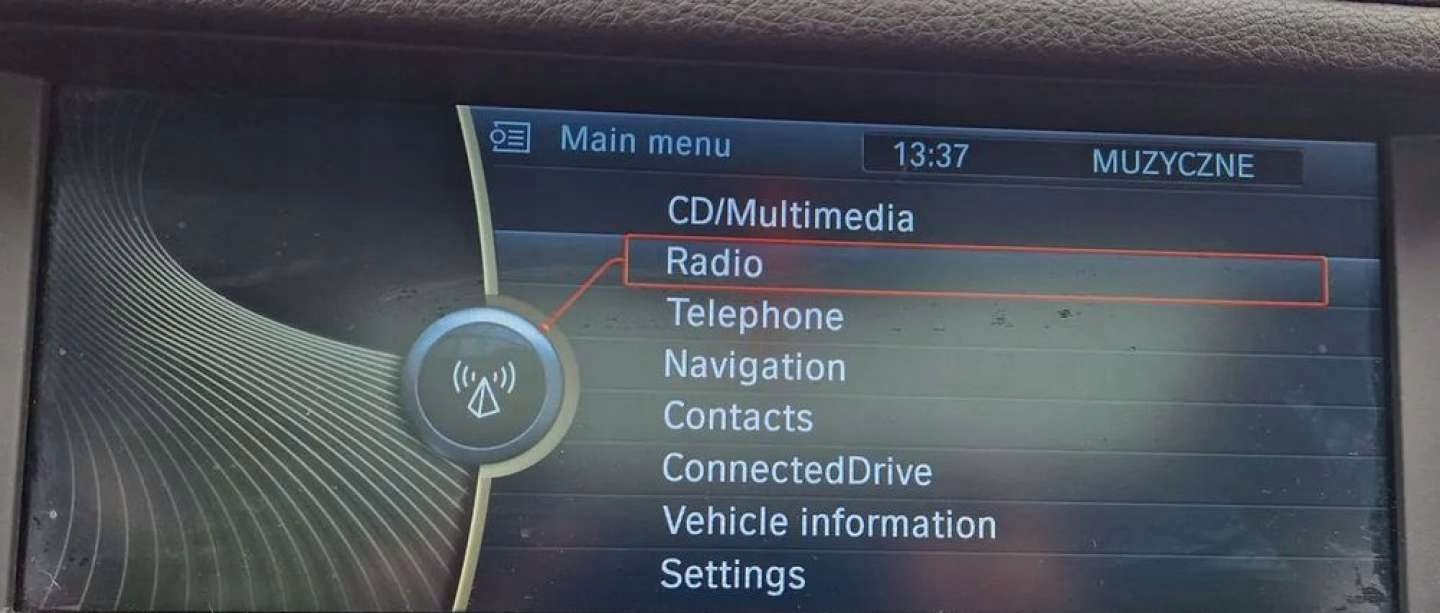 Main menu 13:37 MUZYCZNE
CD/Multimedia
Radio
Telephone
Navigation
Contacts
ConnectedDrive
Vehicle information
Settings